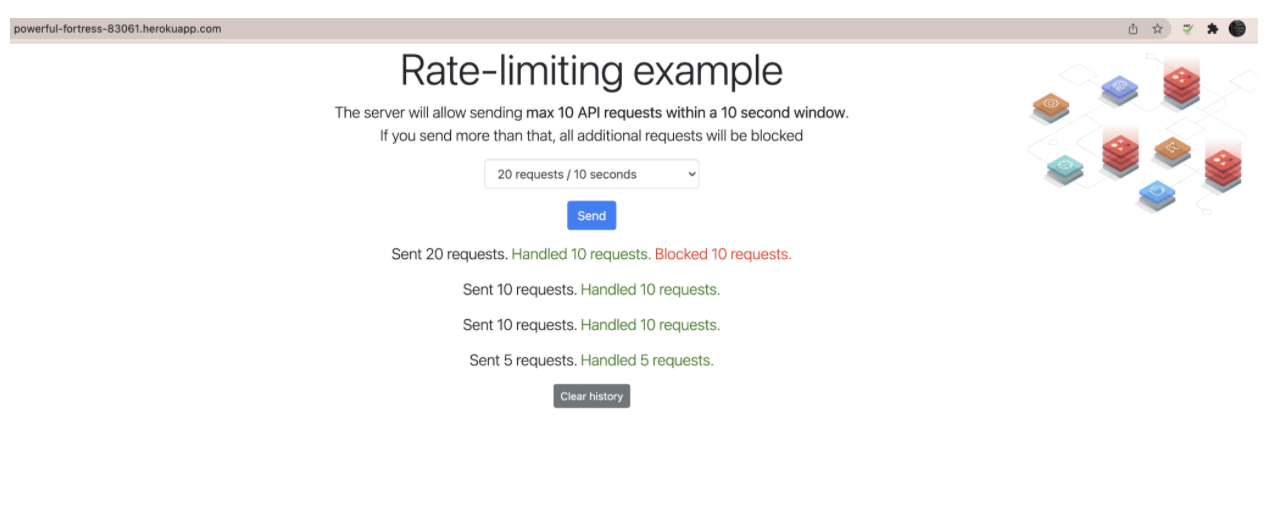 powerful-fortress-83061.herokuapp.com
Rate-limiting example
The server will allow sending max 10 API requests within a 10 second window.
If you send more than that, all additional requests will be blocked
20 requests / 10 seconds
Send
Sent 20 requests. Handled 10 requests. Blocked 10 requests.
Sent 10 requests. Handled 10 requests.
Sent 10 requests. Handled 10 requests.
Sent 5 requests. Handled 5 requests.
Clear history